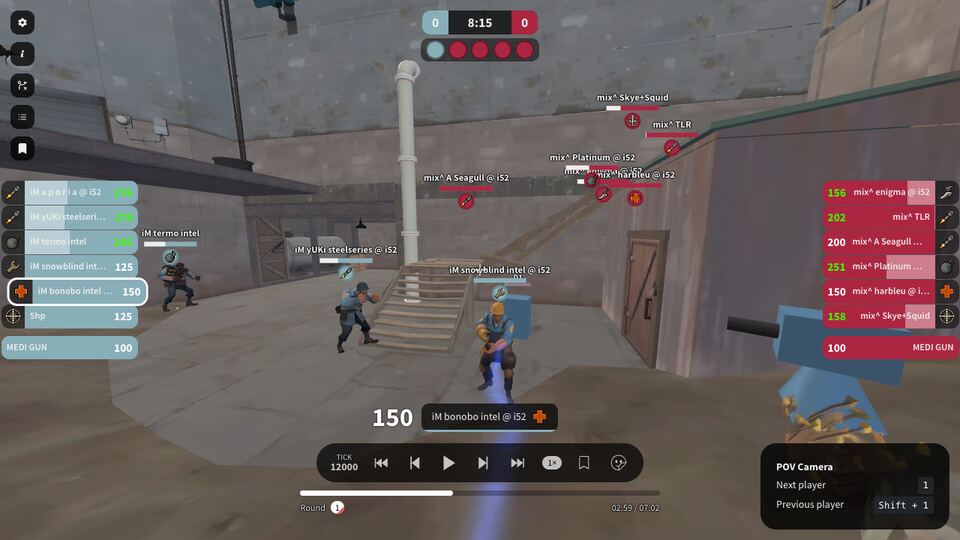 0 8:15 0
mix^ Skye+Squid
mix^ TLR
mix^ Platinum @ i52
mix^ harbleu @ i52
mix^ A Seagull @ i52
iM a p o r i a @ i52
iM yUKi steelseri...
iM termo intel
iM snowblind int... 125
iM bonobo intel ... 150
Shp 125
MEDI GUN 100
iM termo intel
iM yUKi steelseries @ i52
iM snowblind intel @ i52
156 mix^ enigma @ i52
202 mix^ TLR
200 mix^ A Seagull ...
251 mix^ Platinum ...
150 mix^ harbleu @ i...
158 mix^ Skye+Squid
100 MEDI GUN
150 iM bonobo intel @ i52
TICK
12000
1×
Round 1 02:59 / 07:02
POV Camera
Next player 1
Previous player Shift + 1